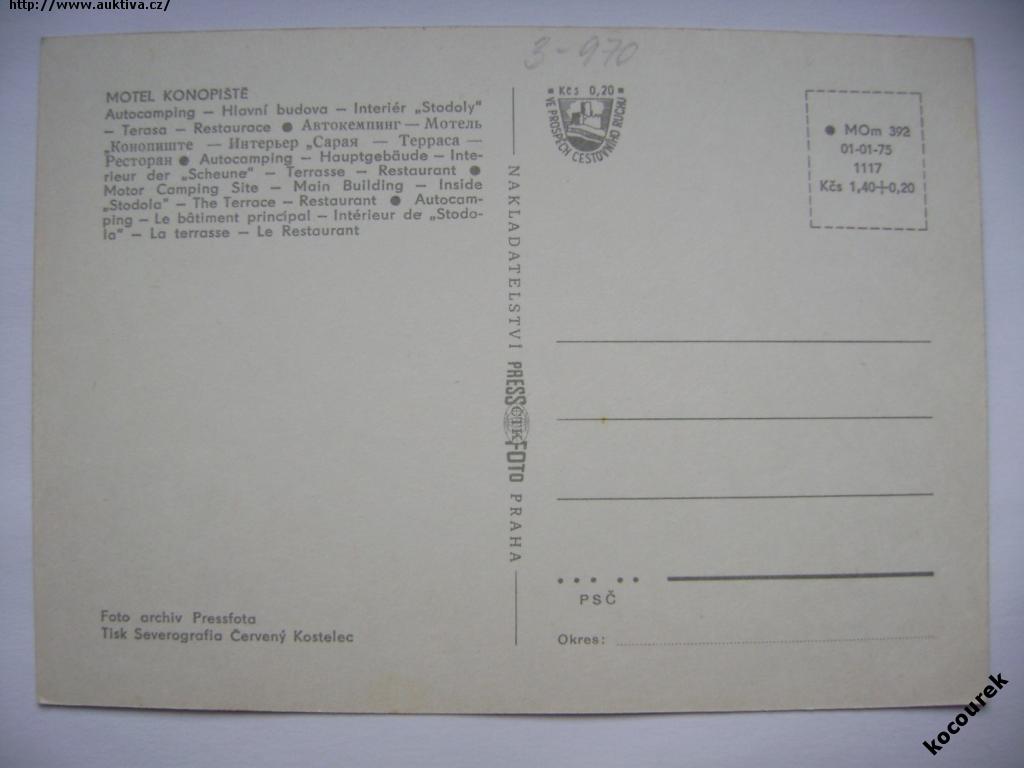 http://www.auktiva.cz/
3-970
MOTEL KONOPIŠTĚ
Autocamping – Hlavní budova – Interiér „Stodoly"
– Terasa – Restaurace ● Автокемпинг – Мотель
„Конопиште – Интерьер „Сарая – Терраса –
Ресторан ● Autocamping – Hauptgebäude – Inte-
rieur der „Scheune" – Terrasse – Restaurant ●
Motor Camping Site – Main Building – Inside
„Stodola" – The Terrace – Restaurant ● Autocam-
ping – Le bâtiment principal – Intérieur de „Stodo-
la" – La terrasse – Le Restaurant
Foto archiv Pressfota
Tisk Severografia Červený Kostelec
NAKLADATELSTVÍ PRESSFOTO PRAHA
ČTK
Kčs 0,20
VE PROSPĚCH CESTOVNÍHO RUCHU
● MOm 392
01-01-75
1117
Kčs 1,40+0,20
PSČ
Okres:
kocourek